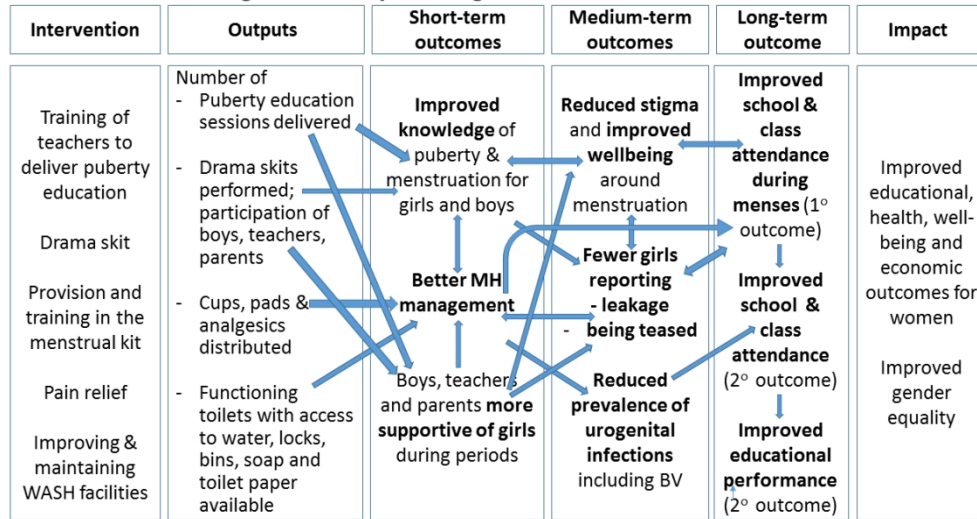 Intervention
Outputs
Short-term
outcomes
Medium-term
outcomes
Long-term
outcome
Impact
Training of
teachers to
deliver puberty
education
Drama skit
Provision and
training in the
menstrual kit
Pain relief
Improving &
maintaining
WASH facilities
Number of
- Puberty education
sessions delivered
- Drama skits
performed;
participation of
boys, teachers,
parents
- Cups, pads &
analgesics
distributed
- Functioning
toilets with access
to water, locks,
bins, soap and
toilet paper
available
Improved
knowledge of
puberty &
menstruation for
girls and boys
Better MH
management
Boys, teachers
and parents more
supportive of girls
during periods
Reduced stigma
and improved
wellbeing
around
menstruation
Fewer girls
reporting
- leakage
- being teased
Reduced
prevalence of
urogenital
infections
including BV
Improved
school &
class
attendance
during
menses (1º
outcome)
Improved
school &
class
attendance
(2º outcome)
Improved
educational
performance
(2º outcome)
Improved
educational,
health, well-
being and
economic
outcomes for
women
Improved
gender
equality